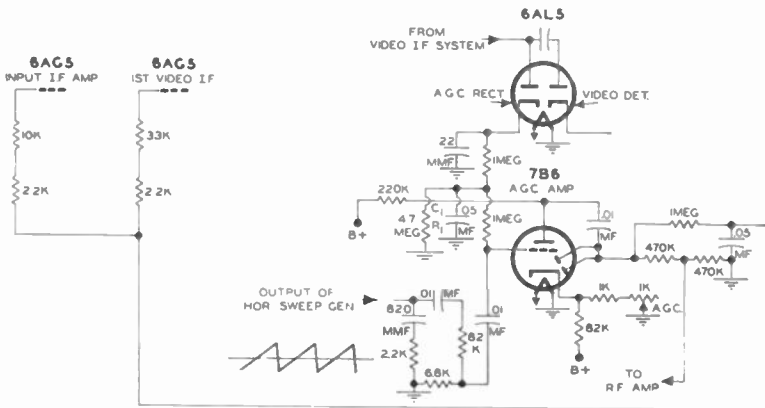 6AL5
FROM
VIDEO IF SYSTEM
6AG5
INPUT I.F AMP
6AG5
1ST VIDEO I.F
AGC RECT.
VIDEO DET.
10K
33K
22
MMF
1MEG
7B6
AGC AMP
2.2K
2.2K
220K
C1
R1
.05
MF
47
MEG
1MEG
.01
MF
1MEG
.05
MF
B+
470K
470K
OUTPUT OF
HOR SWEEP GEN
.01 MF
820
MMF
.01
MF
1K
1K
AGC
2.2K
82
K
82K
6.8K
B+
TO
RF AMP